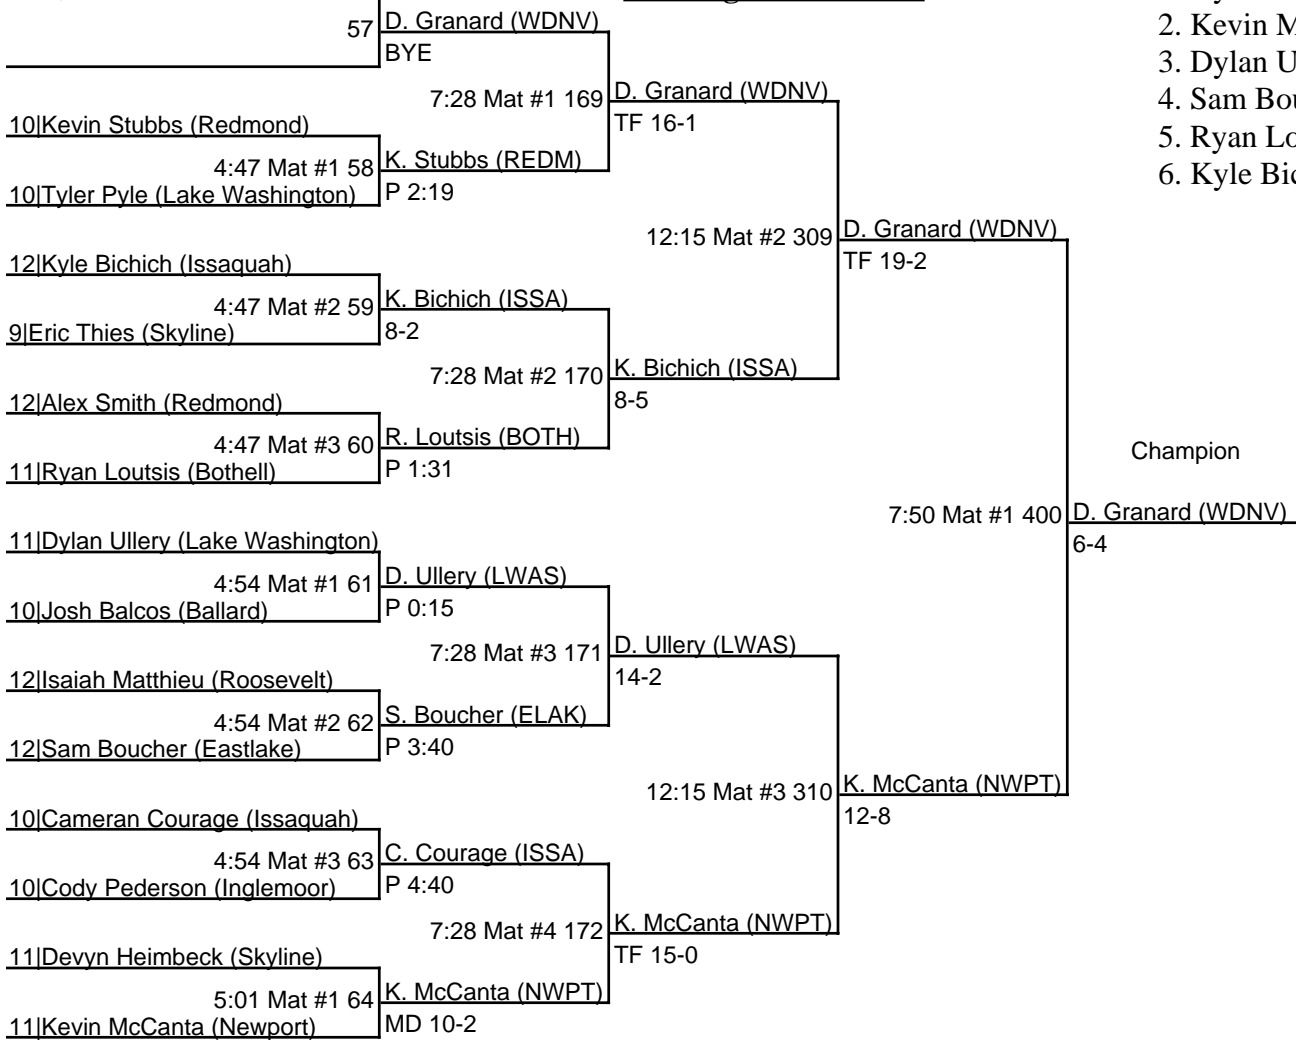 57
D. Granard (WDNV)
BYE
7:28 Mat #1 169
D. Granard (WDNV)
TF 16-1
10|Kevin Stubbs (Redmond)
4:47 Mat #1 58
K. Stubbs (REDM)
10|Tyler Pyle (Lake Washington)
P 2:19
12:15 Mat #2 309
D. Granard (WDNV)
TF 19-2
12|Kyle Bichich (Issaquah)
4:47 Mat #2 59
K. Bichich (ISSA)
9|Eric Thies (Skyline)
8-2
7:28 Mat #2 170
K. Bichich (ISSA)
8-5
12|Alex Smith (Redmond)
4:47 Mat #3 60
R. Loutsis (BOTH)
11|Ryan Loutsis (Bothell)
P 1:31
Champion
7:50 Mat #1 400
D. Granard (WDNV)
6-4
11|Dylan Ullery (Lake Washington)
4:54 Mat #1 61
D. Ullery (LWAS)
10|Josh Balcos (Ballard)
P 0:15
7:28 Mat #3 171
D. Ullery (LWAS)
14-2
12|Isaiah Matthieu (Roosevelt)
4:54 Mat #2 62
S. Boucher (ELAK)
12|Sam Boucher (Eastlake)
P 3:40
12:15 Mat #3 310
K. McCanta (NWPT)
12-8
10|Cameran Courage (Issaquah)
4:54 Mat #3 63
C. Courage (ISSA)
10|Cody Pederson (Inglemoor)
P 4:40
7:28 Mat #4 172
K. McCanta (NWPT)
TF 15-0
11|Devyn Heimbeck (Skyline)
5:01 Mat #1 64
K. McCanta (NWPT)
11|Kevin McCanta (Newport)
MD 10-2
2. Kevin M
3. Dylan U
4. Sam Bou
5. Ryan Lo
6. Kyle Bic